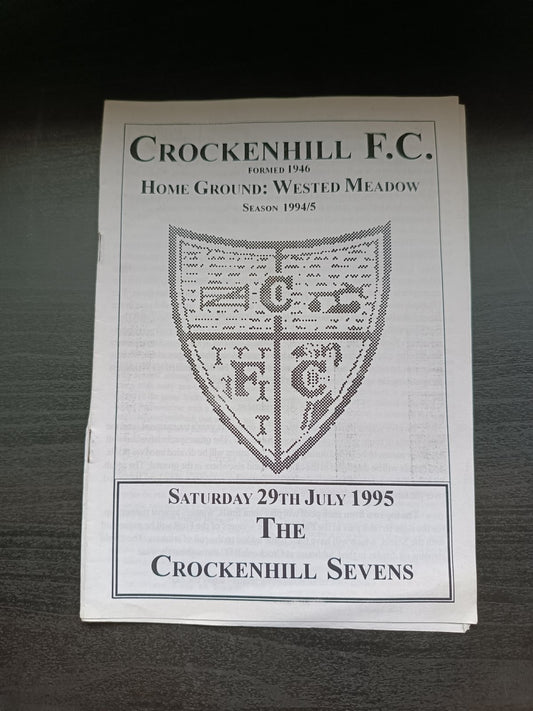 CROCKENHILL F.C.
FORMED 1946
HOME GROUND: WESTED MEADOW
SEASON 1994/5
C
F C
SATURDAY 29TH JULY 1995
THE
CROCKENHILL SEVENS